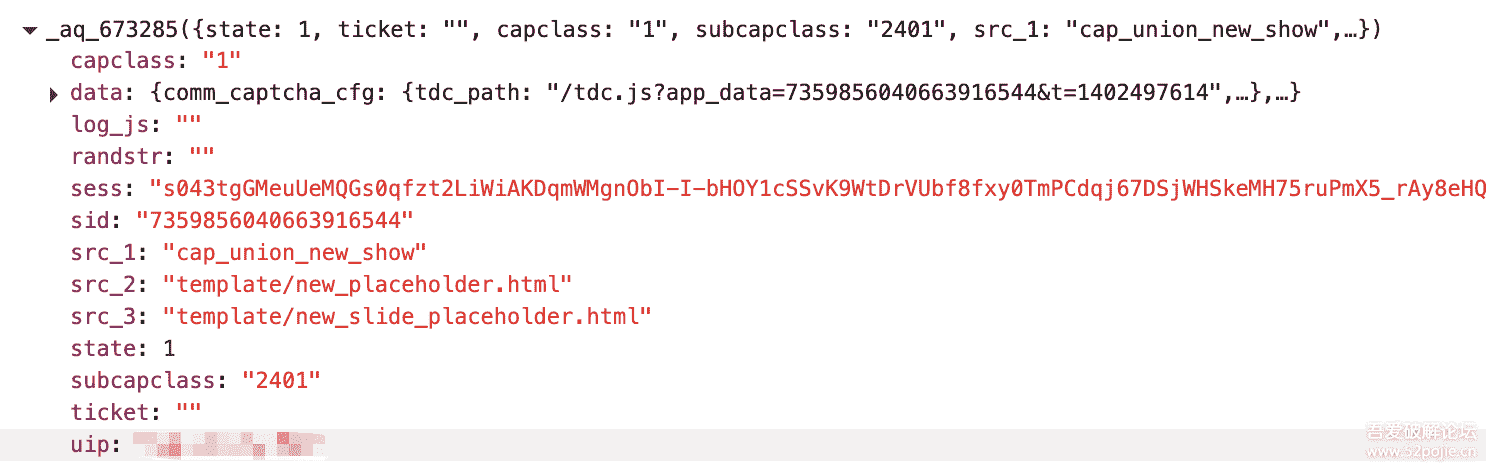 _aq_673285({state: 1, ticket: "", capclass: "1", subcapclass: "2401", src_1: "cap_union_new_show",…})
capclass: "1"
data: {comm_captcha_cfg: {tdc_path: "/tdc.js?app_data=7359856040663916544&t=1402497614",…},…}
log_js: ""
randstr: ""
sess: "s043tgGMeuUeMQGs0qfzt2LiWiAKDqmWMgnObI-I-bHOY1cSSvK9WtDrVUbf8fxy0TmPCdqj67DSjWHSkeMH75ruPmX5_rAy8eHQ
sid: "7359856040663916544"
src_1: "cap_union_new_show"
src_2: "template/new_placeholder.html"
src_3: "template/new_slide_placeholder.html"
state: 1
subcapclass: "2401"
ticket: ""
uip:
吾爱破解论坛
www.52pojie.cn